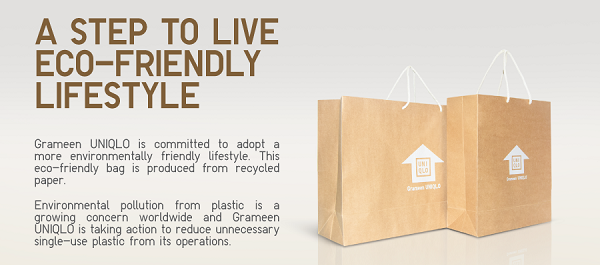 A STEP TO LIVE
ECO-FRIENDLY
LIFESTYLE
Grameen UNIQLO is committed to adopt a
more environmentally friendly lifestyle. This
eco-friendly bag is produced from recycled
paper.
Environmental pollution from plastic is a
growing concern worldwide and Grameen
UNIQLO is taking action to reduce unnecessary
single-use plastic from its operations.
UNI
QLO
Grameen UNIQLO
UNI
QLO
Grameen UNIQLO